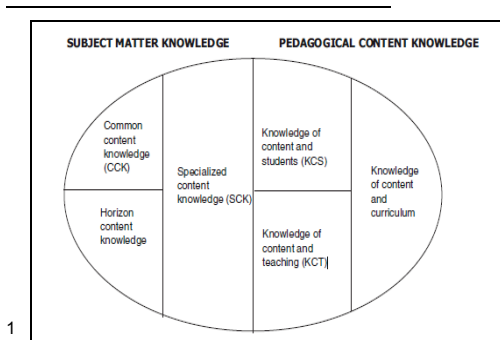 SUBJECT MATTER KNOWLEDGE
PEDAGOGICAL CONTENT KNOWLEDGE
Common
content
knowledge
(CCK)
Horizon
content
knowledge
Specialized
content
knowledge (SCK)
Knowledge of
content and
students (KCS)
Knowledge of
content and
teaching (KCT)
Knowledge
of content
and
curriculum
1